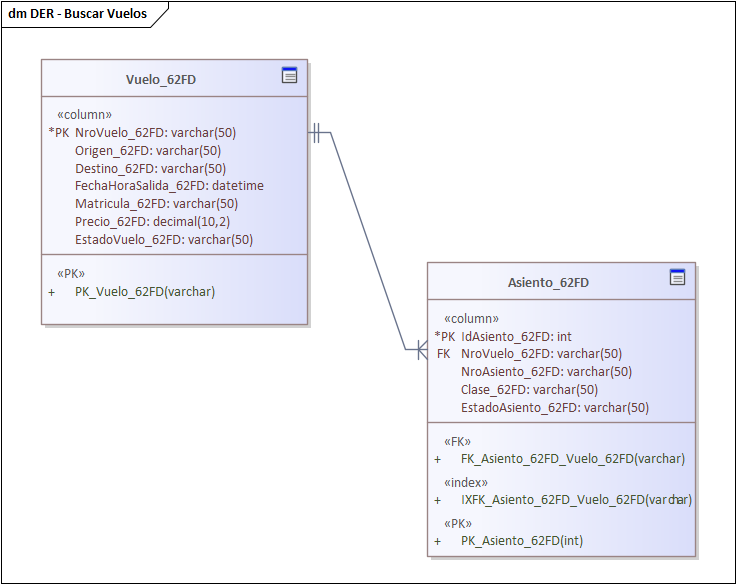 dm DER - Buscar Vuelos
Vuelo_62FD
«column»
*PK NroVuelo_62FD: varchar(50)
Origen_62FD: varchar(50)
Destino_62FD: varchar(50)
FechaHoraSalida_62FD: datetime
Matricula_62FD: varchar(50)
Precio_62FD: decimal(10,2)
EstadoVuelo_62FD: varchar(50)
«PK»
+ PK_Vuelo_62FD(varchar)
Asiento_62FD
«column»
*PK IdAsiento_62FD: int
FK NroVuelo_62FD: varchar(50)
NroAsiento_62FD: varchar(50)
Clase_62FD: varchar(50)
EstadoAsiento_62FD: varchar(50)
«FK»
+ FK_Asiento_62FD_Vuelo_62FD(varchar)
«index»
+ IXFK_Asiento_62FD_Vuelo_62FD(varchar)
«PK»
+ PK_Asiento_62FD(int)